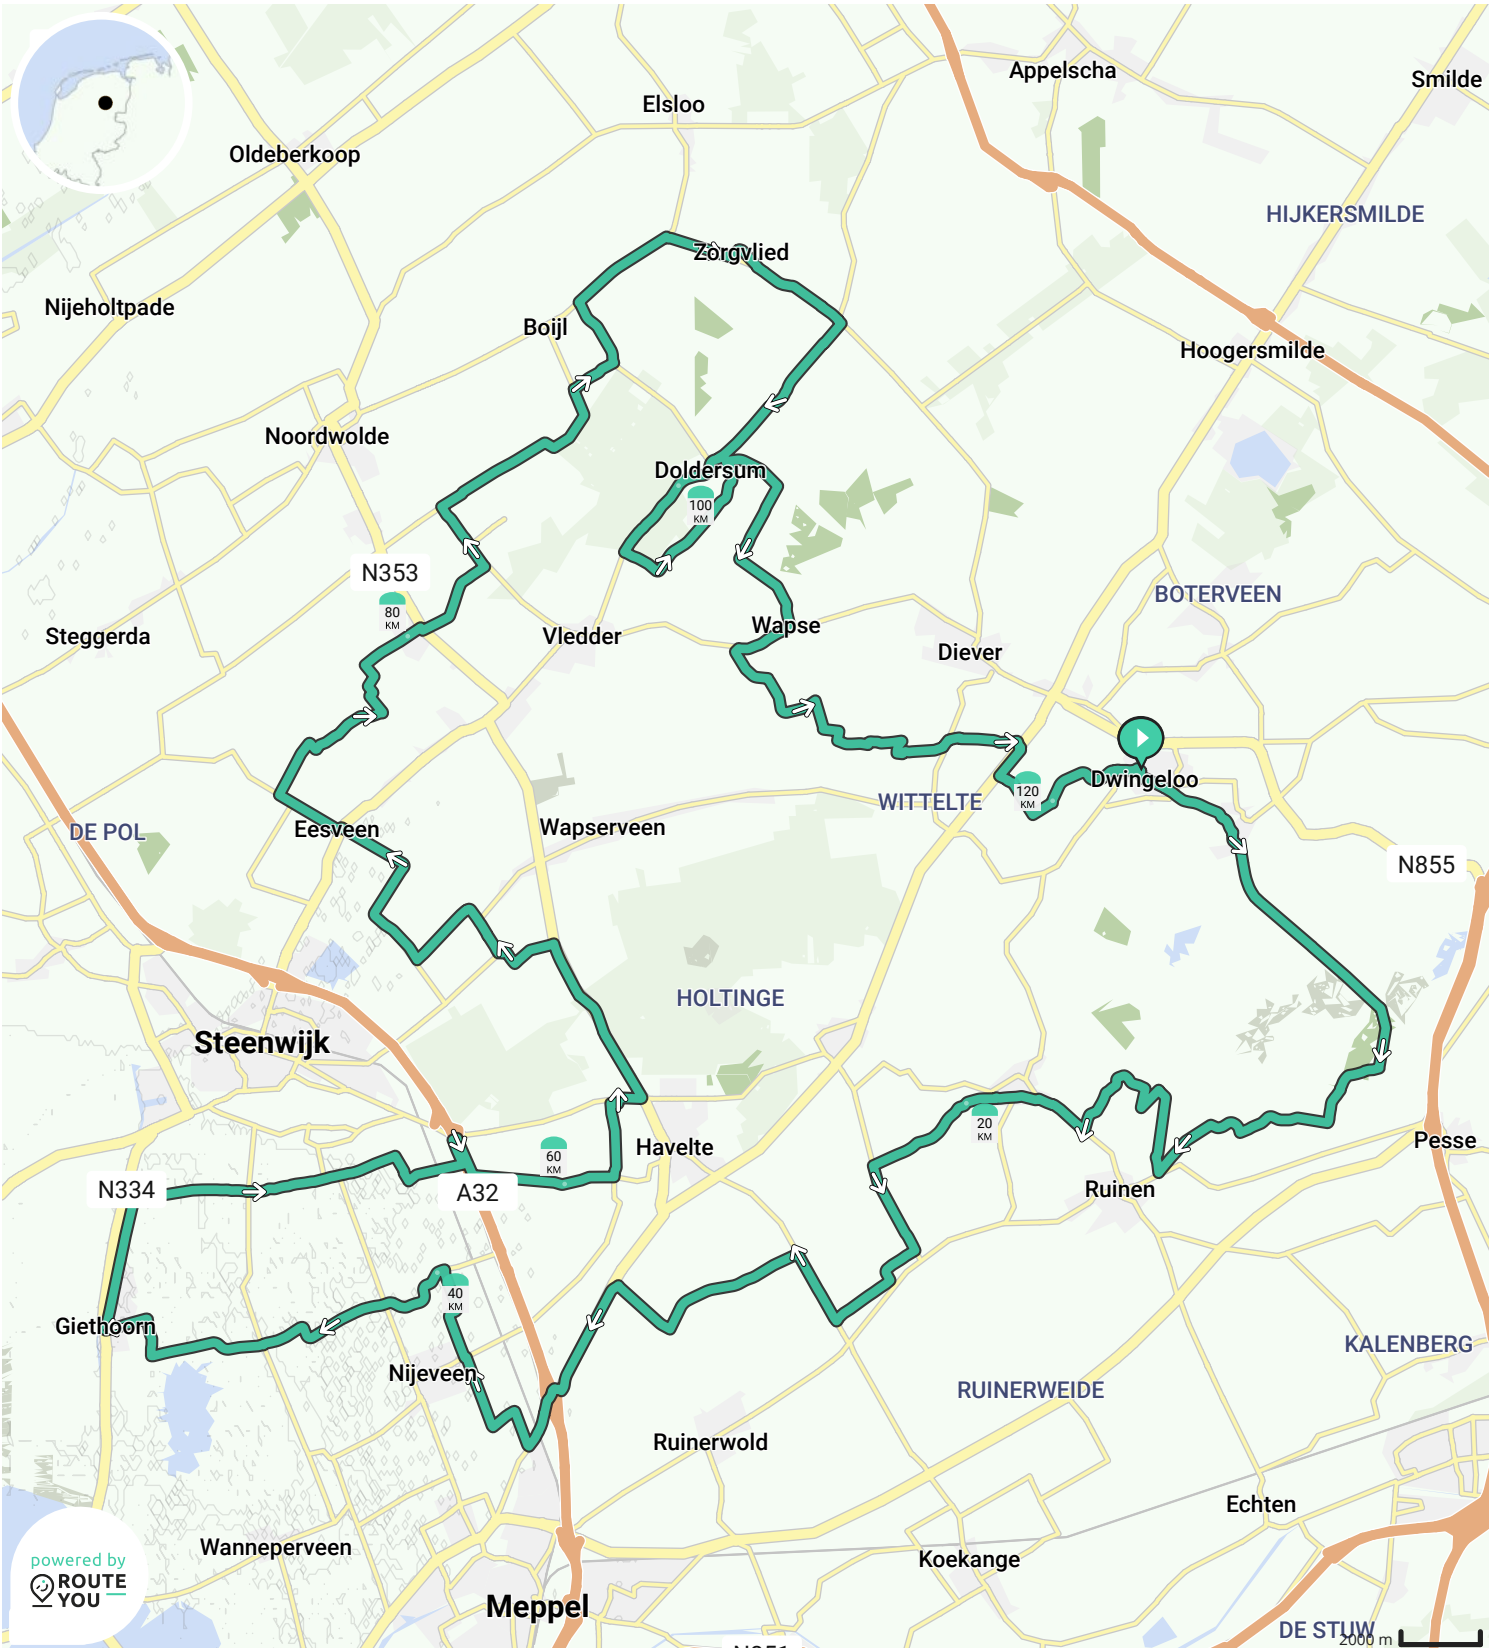 Appelscha
Smilde
Elsloo
Oldeberkoop
HIJKERSMILDE
Zorgvlied
Nijeholtpade
Boijl
Hoogersmilde
Noordwolde
Doldersum
100
KM
N353
80
KM
BOTERVEEN
Steggerda
Vledder
Wapse
Diever
Dwingeloo
120
KM
WITTELTE
DE POL
Eesveen
Wapserveen
N855
HOLTINGE
Steenwijk
20
KM
Havelte
Pesse
60
KM
N334
A32
Ruinen
40
KM
Giethoorn
KALENBERG
Nijeveen
RUINERWEIDE
Ruinerwold
Echten
Wanneperveen
Koekange
powered by
ROUTE
YOU
Meppel
DE STUW
2000 m